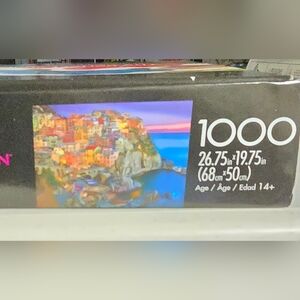 N
1000
26.75in x 19.75in
(68cm x 50cm)
Age / Âge / Edad 14+